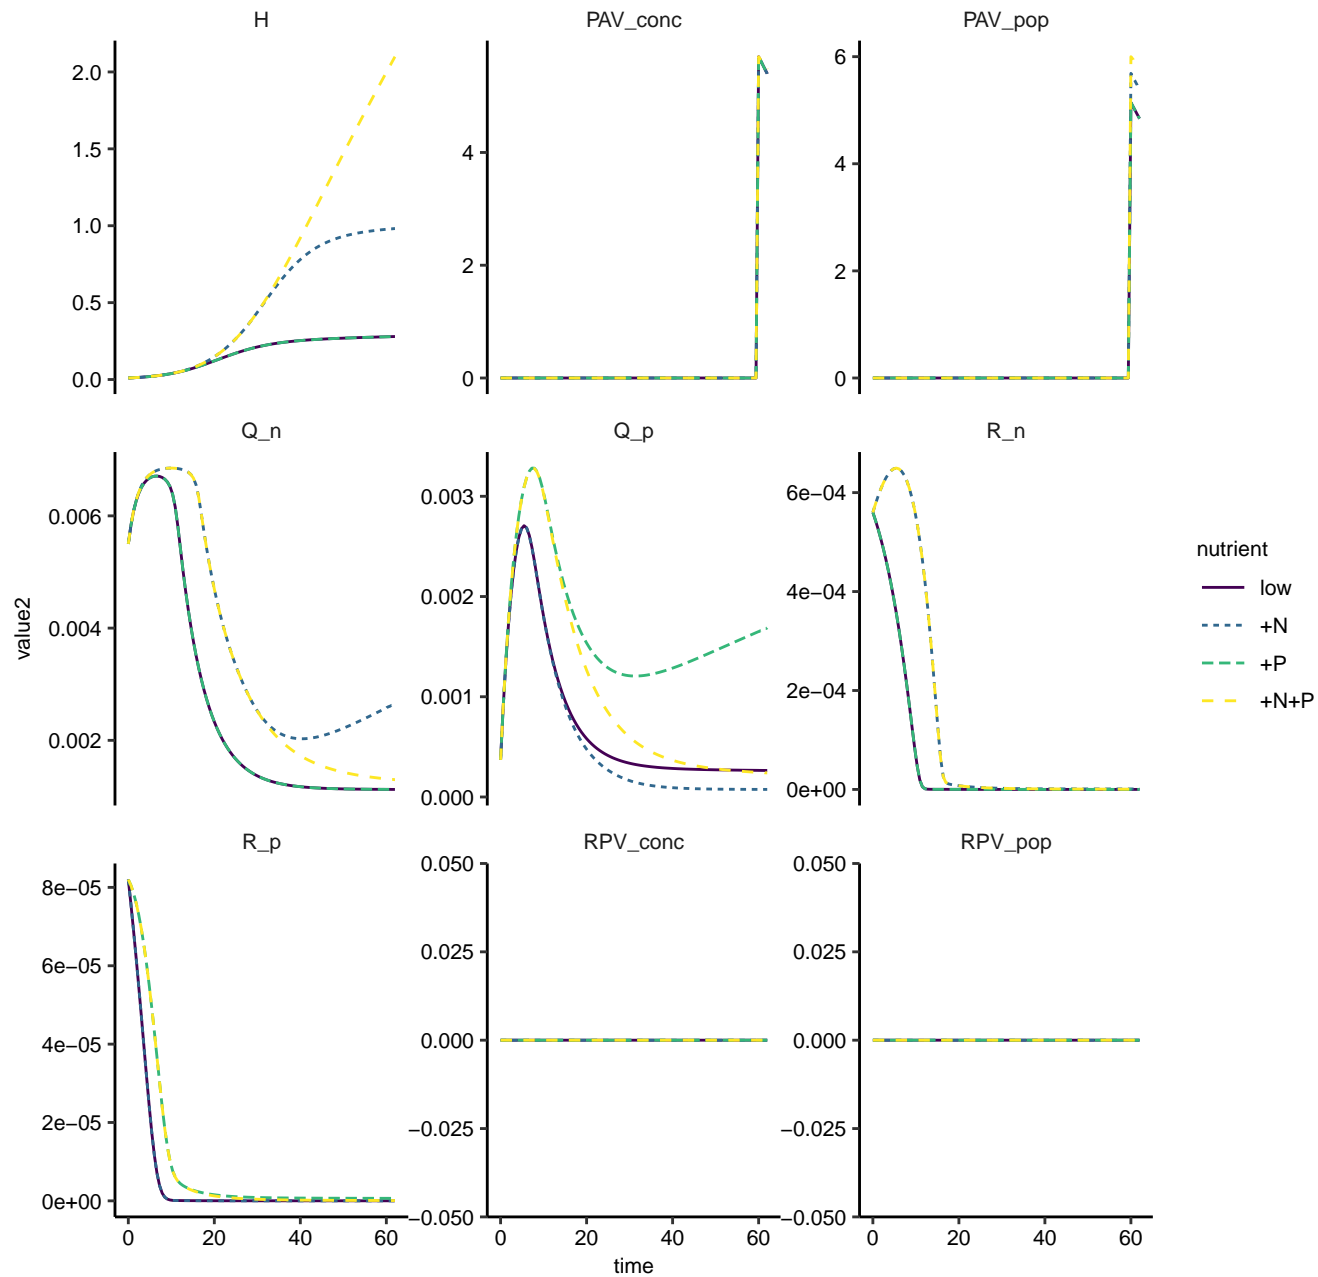 H PAV_conc PAV_pop
2.0
1.5
1.0
0.5
0.0
4
2
0
6
4
2
0
Q_n Q_p R_n
0.006
0.004
0.002
0.003
0.002
0.001
0.000
6e−04
4e−04
2e−04
0e+00
R_p RPV_conc RPV_pop
8e−05
6e−05
4e−05
2e−05
0e+00
0.050
0.025
0.000
−0.025
−0.050
0.050
0.025
0.000
−0.025
−0.050
0 20 40 60 0 20 40 60 0 20 40 60
time
value2
nutrient
low
+N
+P
+N+P